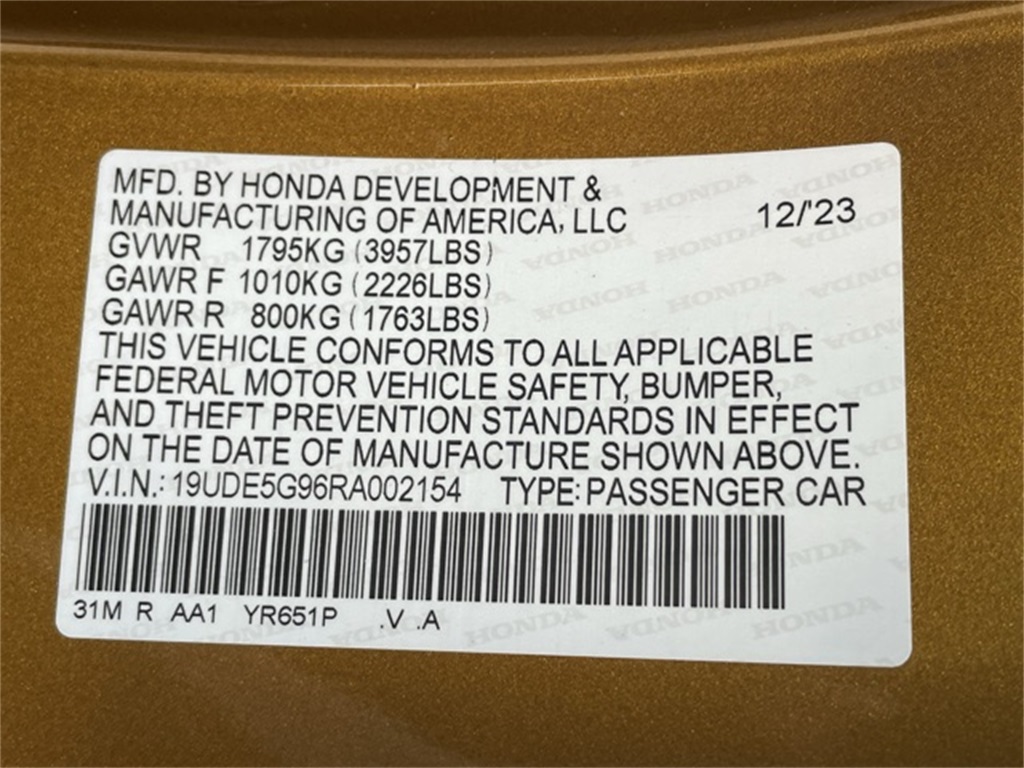 MFD. BY HONDA DEVELOPMENT &
MANUFACTURING OF AMERICA, LLC 12/'23
GVWR 1795KG (3957LBS)
GAWR F 1010KG (2226LBS)
GAWR R 800KG (1763LBS)
THIS VEHICLE CONFORMS TO ALL APPLICABLE
FEDERAL MOTOR VEHICLE SAFETY, BUMPER,
AND THEFT PREVENTION STANDARDS IN EFFECT
ON THE DATE OF MANUFACTURE SHOWN ABOVE.
V.I.N.: 19UDE5G96RA002154 TYPE: PASSENGER CAR
31M R AA1 YR651P .V .A